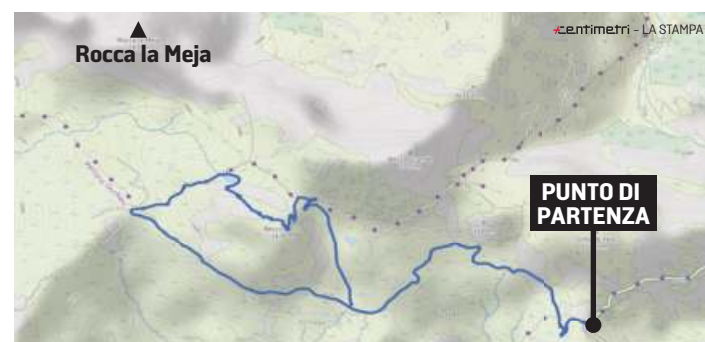 centimetri - LA STAMPA
Rocca la Meja
PUNTO DI
PARTENZA